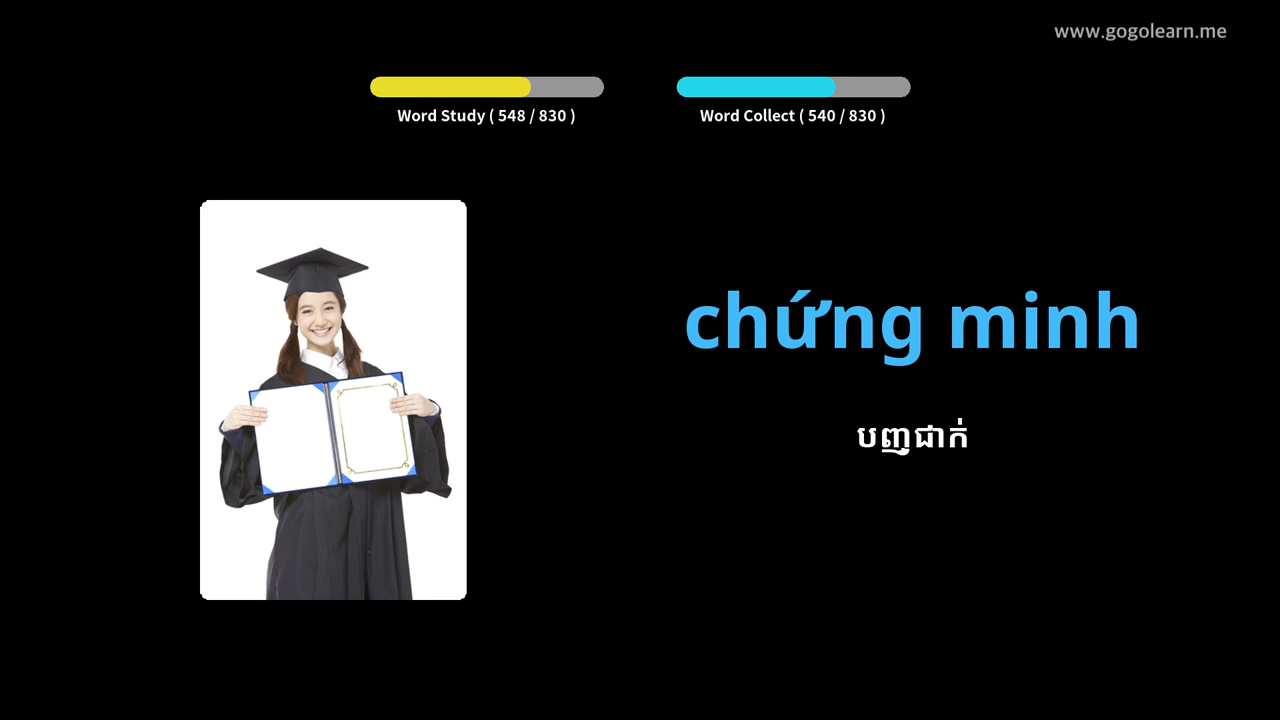 www.gogolearn.me
Word Study ( 548 / 830 )
Word Collect ( 540 / 830 )
chứng minh
បញ្ជាក់